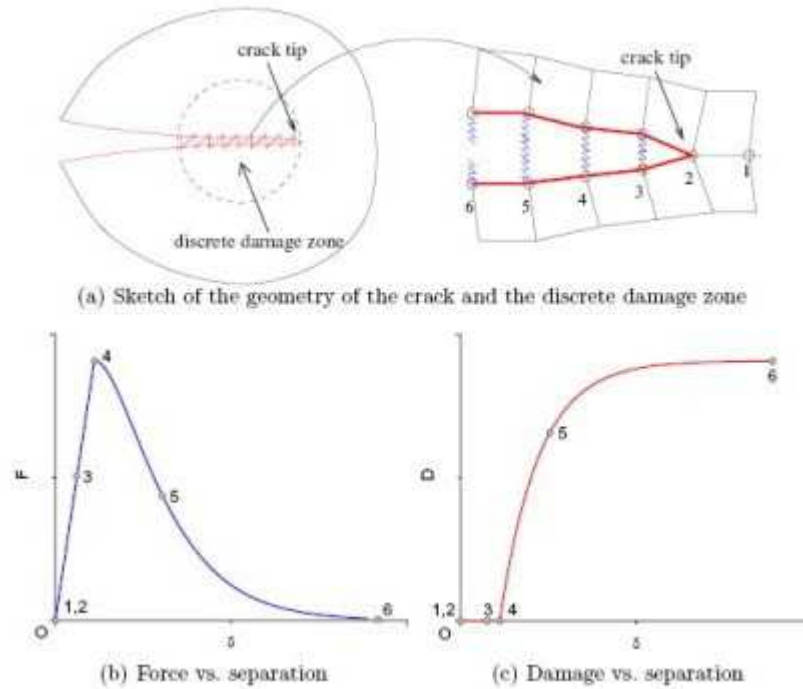 crack tip
crack tip
discrete damage zone
6
5
4
3
2
1
(a) Sketch of the geometry of the crack and the discrete damage zone
F
4
3
5
1,2
6
O
δ
(b) Force vs. separation
D
6
5
1,2
3
4
O
δ
(c) Damage vs. separation